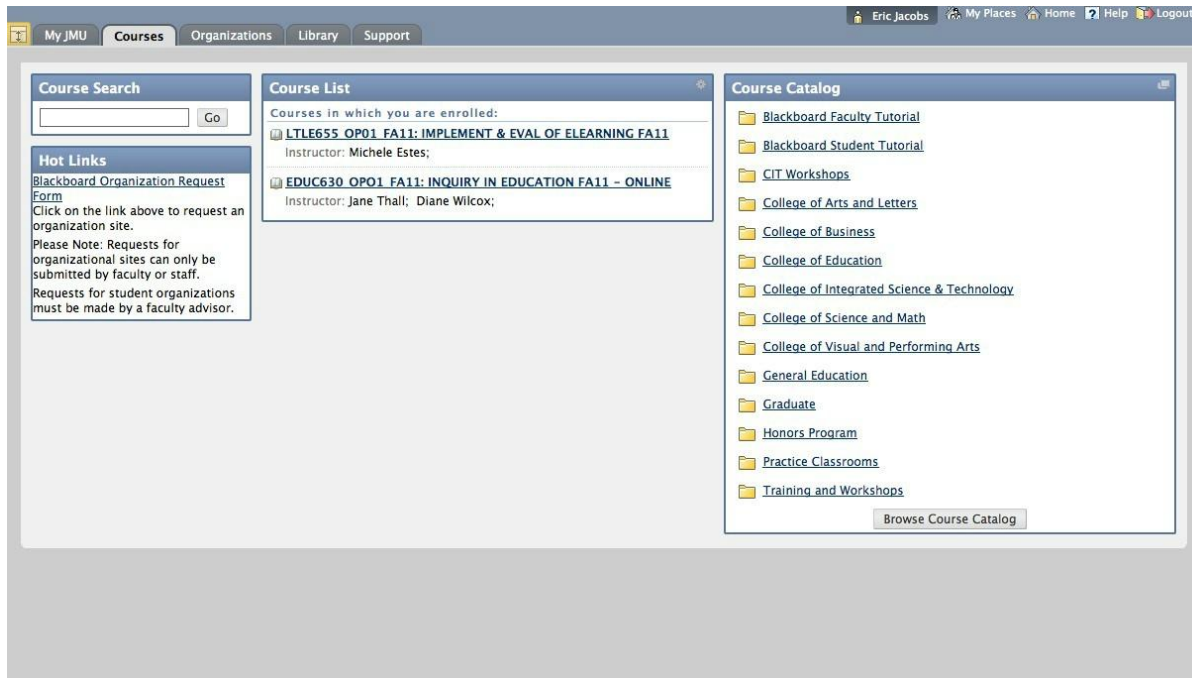 Eric Jacobs My Places Home ? Help Logout
My JMU Courses Organizations Library Support
Course Search
Go
Hot Links
Blackboard Organization Request
Form
Click on the link above to request an
organization site.
Please Note: Requests for
organizational sites can only be
submitted by faculty or staff.
Requests for student organizations
must be made by a faculty advisor.
Course List
Courses in which you are enrolled:
LTLE655_OP01_FA11: IMPLEMENT & EVAL OF ELEARNING FA11
Instructor: Michele Estes;
EDUC630_OPO1_FA11: INQUIRY IN EDUCATION FA11 – ONLINE
Instructor: Jane Thall; Diane Wilcox;
Course Catalog
Blackboard Faculty Tutorial
Blackboard Student Tutorial
CIT Workshops
College of Arts and Letters
College of Business
College of Education
College of Integrated Science & Technology
College of Science and Math
College of Visual and Performing Arts
General Education
Graduate
Honors Program
Practice Classrooms
Training and Workshops
Browse Course Catalog